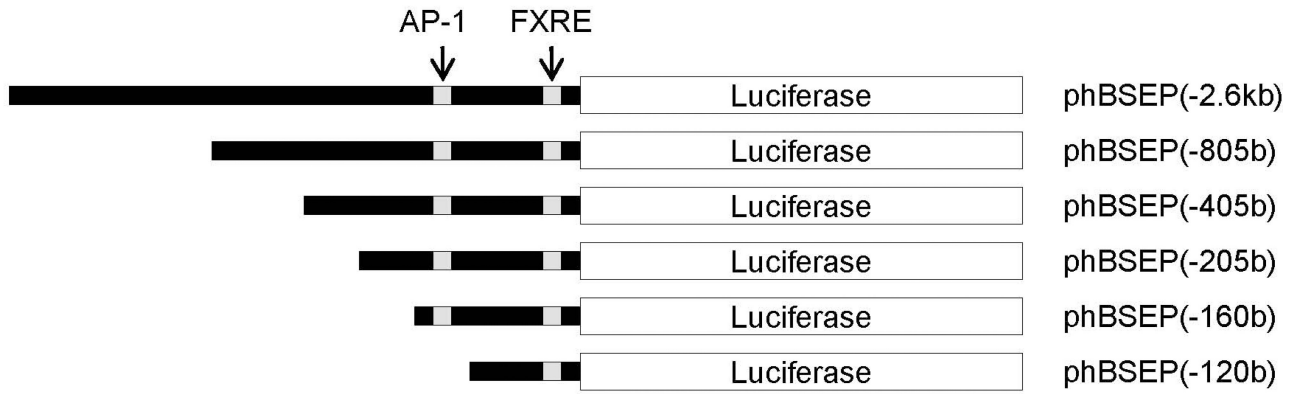 AP-1 FXRE
Luciferase phBSEP(-2.6kb)
Luciferase phBSEP(-805b)
Luciferase phBSEP(-405b)
Luciferase phBSEP(-205b)
Luciferase phBSEP(-160b)
Luciferase phBSEP(-120b)